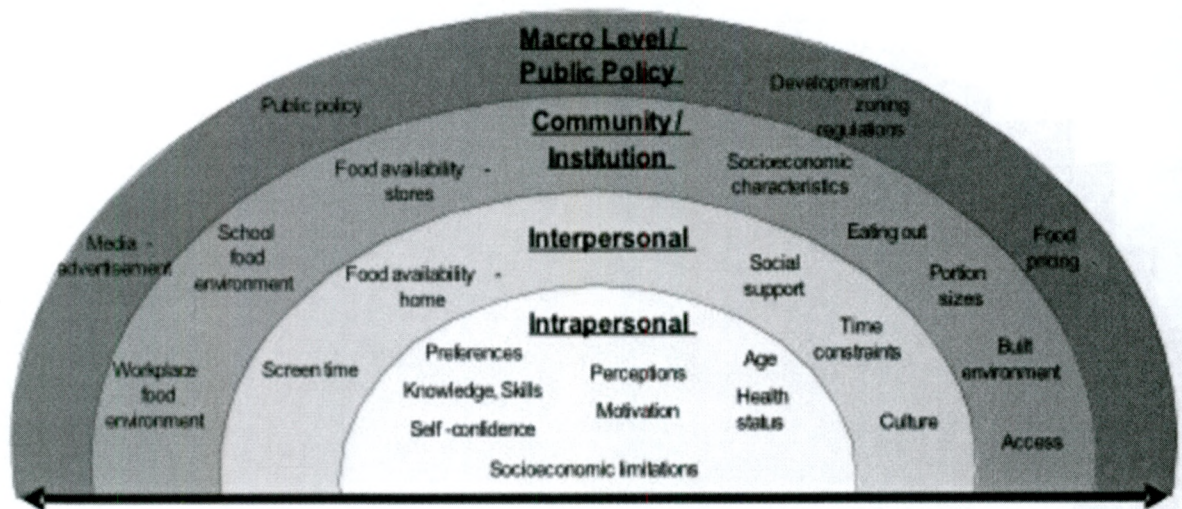 Macro Level /
Public Policy
Public policy
Development/
zoning
regulations
Media -
advertisement
Food
pricing -
Community /
Institution
Food availability -
stores
Socioeconomic
characteristics
School
food
environment
Eating out
Portion
sizes
Workplace
food
environment
Built
environment
Access
Interpersonal
Food availability -
home
Social
support
Screen time
Time
constraints
Culture
Intrapersonal
Preferences
Knowledge, Skills
Self -confidence
Perceptions
Motivation
Age
Health
status
Socioeconomic limitations